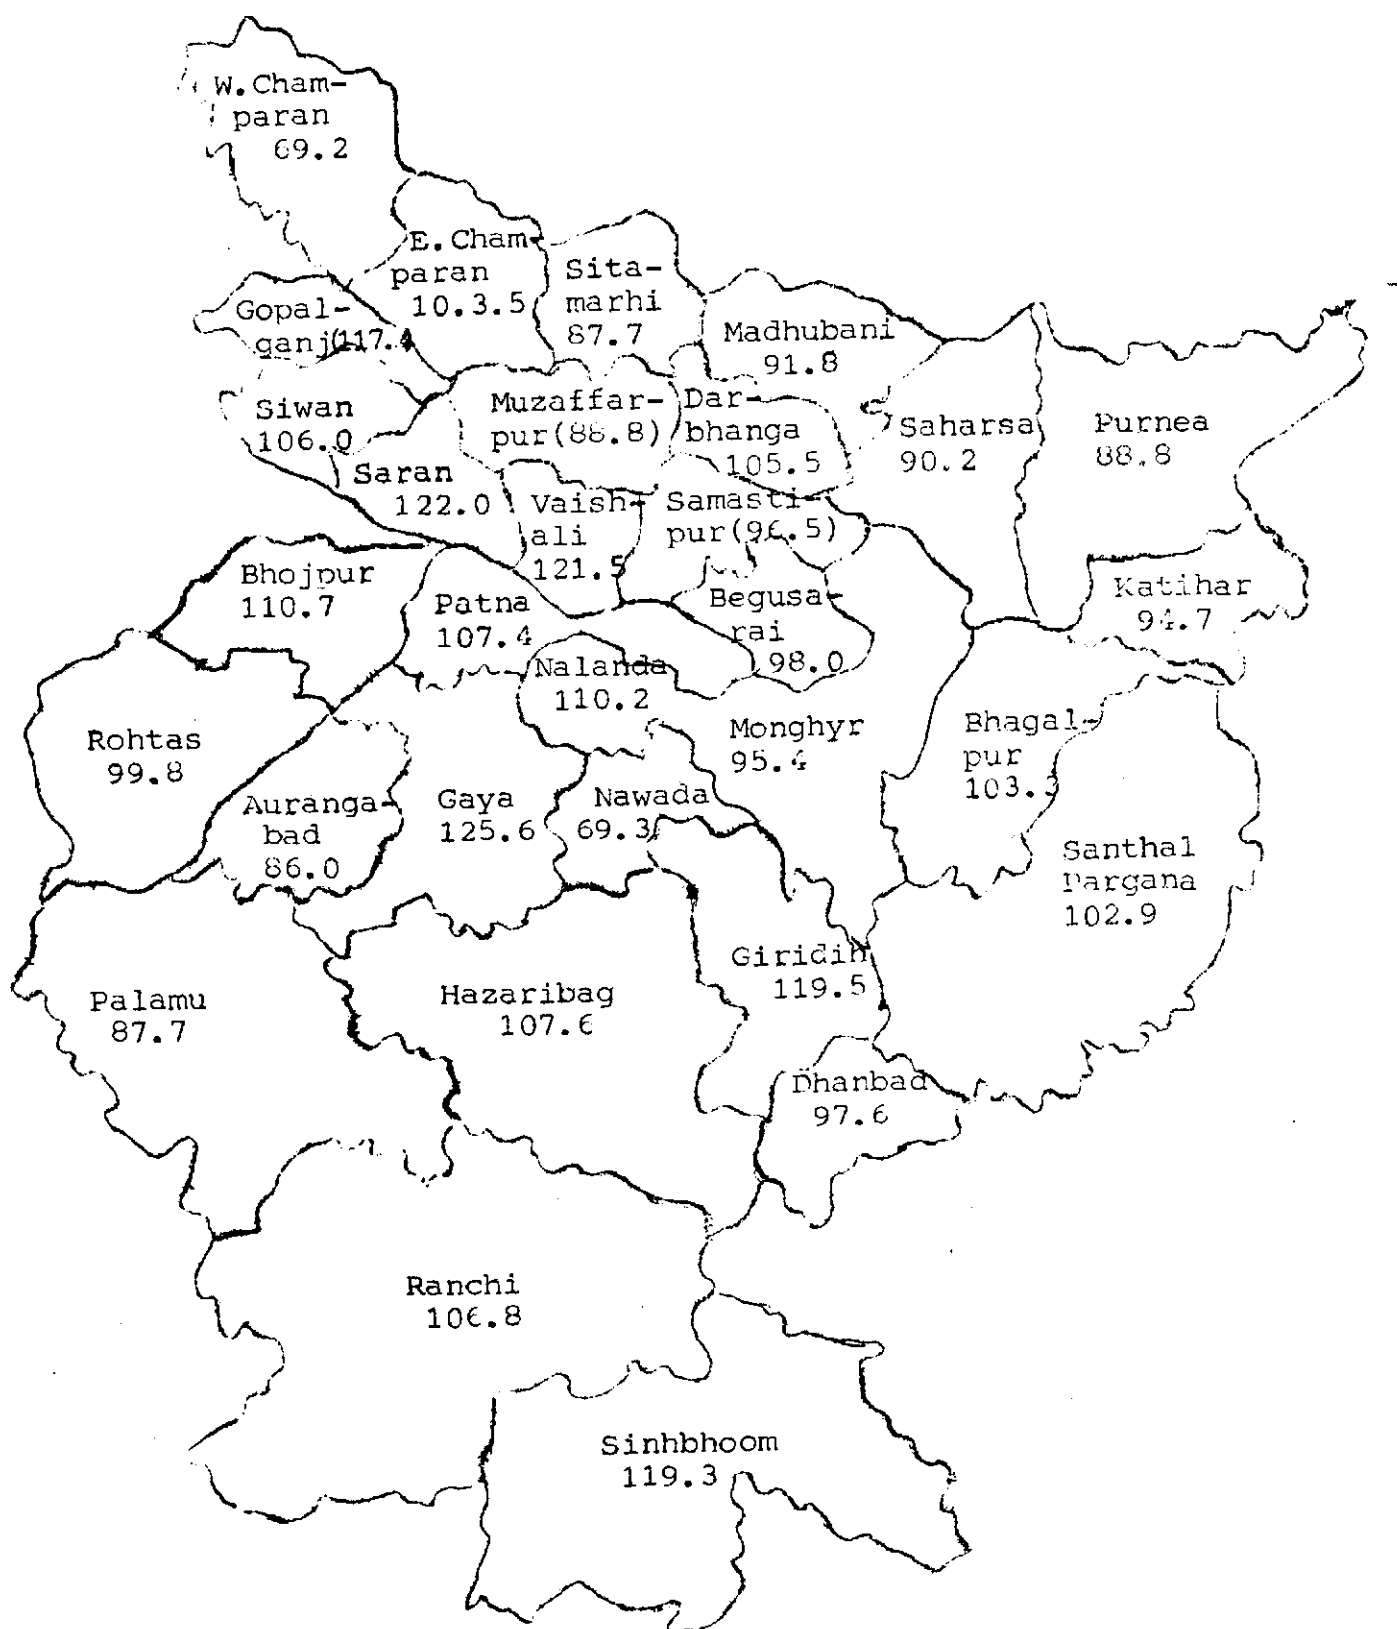 W.Cham-
paran
69.2
E.Cham-
paran
10.3.5
Sita-
marhi
87.7
Gopal-
ganj(117.4
Madhubani
91.8
Siwan
106.0
Muzaffar-
pur(88.8)
Dar-
bhanga
105.5
Saharsa
90.2
Purnea
88.8
Saran
122.0
Vaish-
ali
121.5
Samasti-
pur(96.5)
Bhojpur
110.7
Patna
107.4
Begusa-
rai
98.0
Katihar
94.7
Nalanda
110.2
Rohtas
99.8
Monghyr
95.4
Bhagal-
pur
103.3
Auranga-
bad
86.0
Gaya
125.6
Nawada
69.3
Santhal
Pargana
102.9
Giridih
119.5
Palamu
87.7
Hazaribag
107.6
Dhanbad
97.6
Ranchi
106.8
Sinhbhoom
119.3